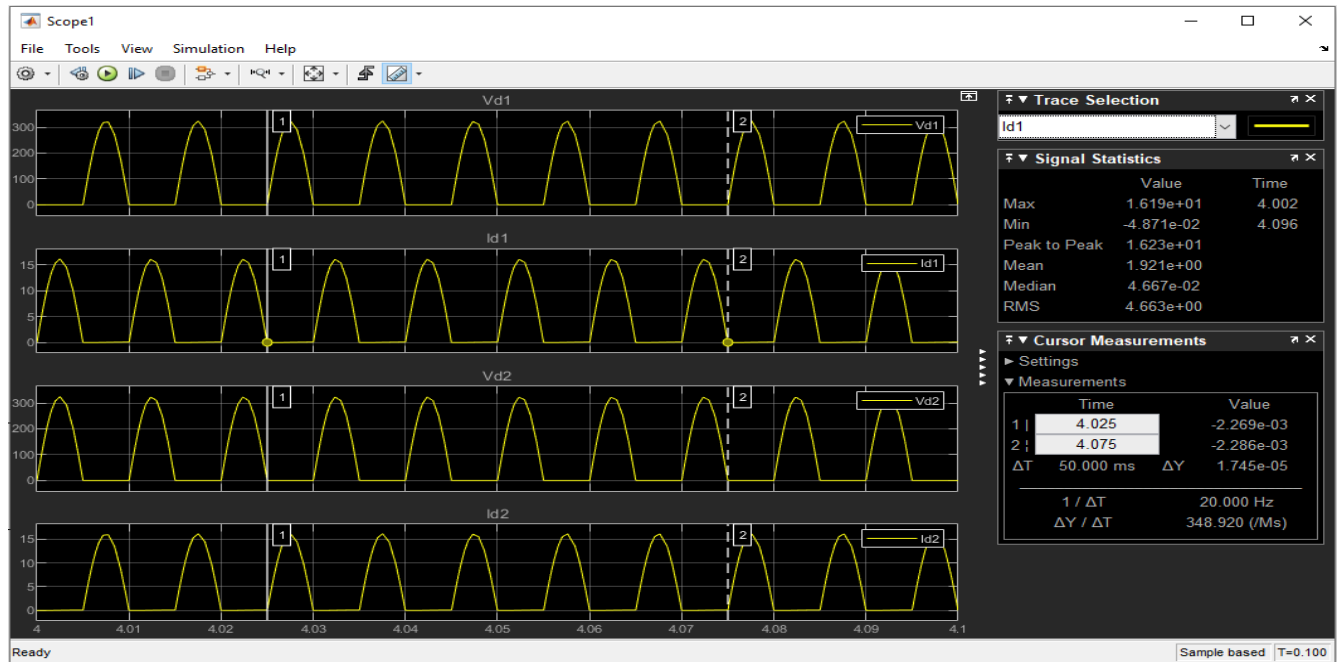 Scope1
File Tools View Simulation Help
Vd1
300
200
100
0
1
2
Vd1
Id1
15
10
5
0
1
2
Id1
Vd2
300
200
100
0
1
2
Vd2
Id2
15
10
5
0
1
2
Id2
4 4.01 4.02 4.03 4.04 4.05 4.06 4.07 4.08 4.09 4.1
Trace Selection
Id1
Signal Statistics
Value Time
Max 1.619e+01 4.002
Min -4.871e-02 4.096
Peak to Peak 1.623e+01
Mean 1.921e+00
Median 4.667e-02
RMS 4.663e+00
Cursor Measurements
Settings
Measurements
Time Value
1 | 4.025 -2.269e-03
2 ¦ 4.075 -2.286e-03
ΔT 50.000 ms ΔY 1.745e-05
1 / ΔT 20.000 Hz
ΔY / ΔT 348.920 (/Ms)
Ready
Sample based T=0.100